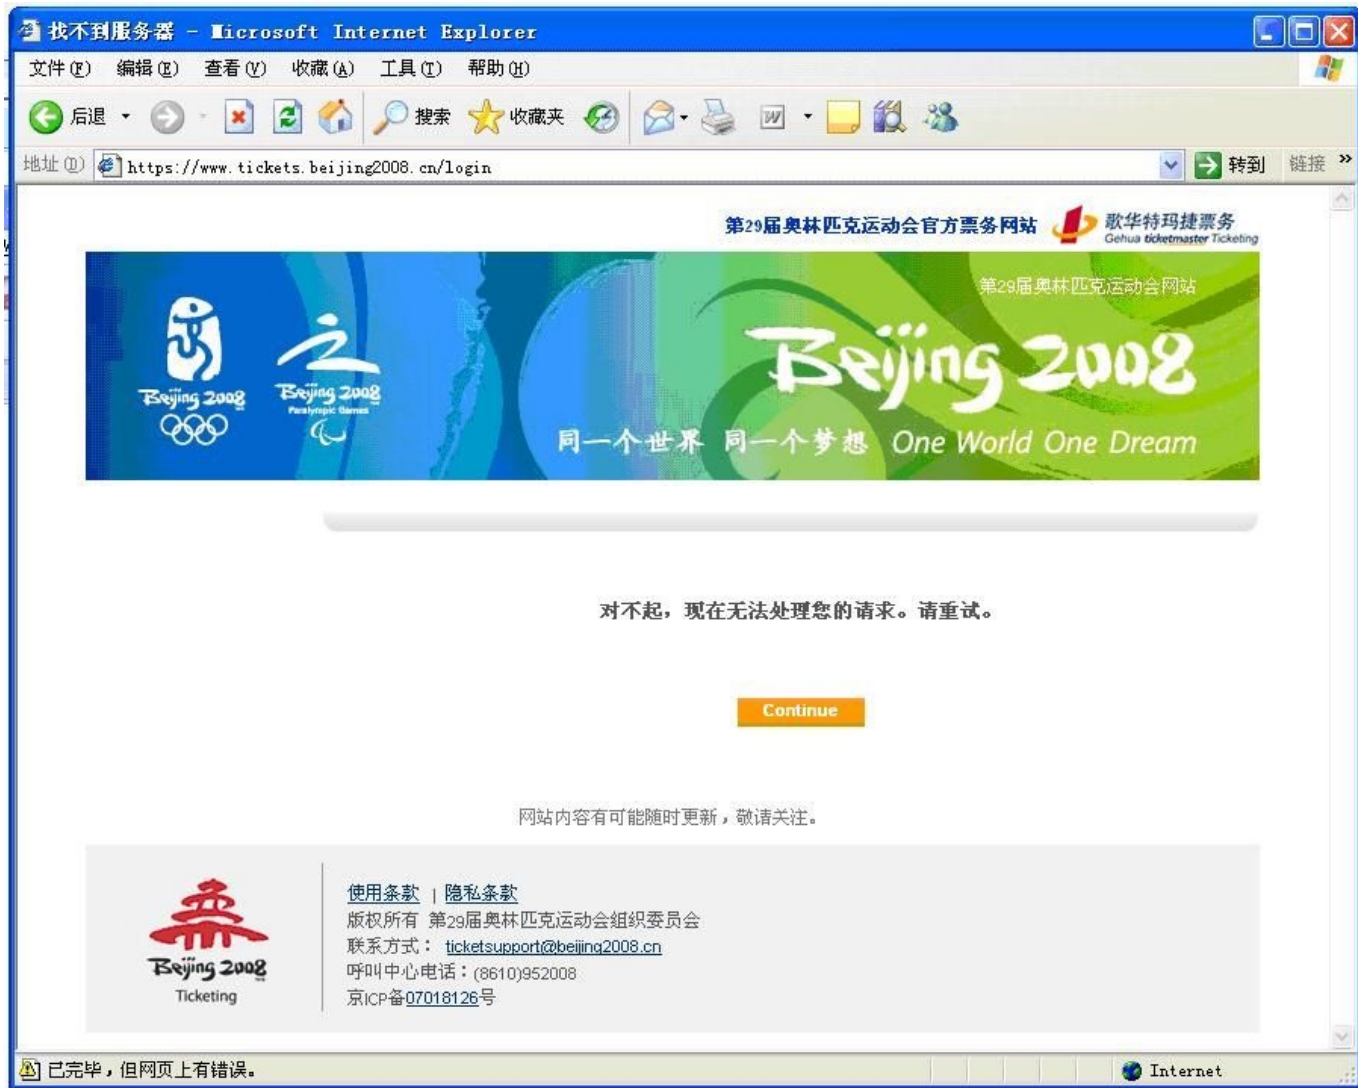 找不到服务器 - Microsoft Internet Explorer
文件(F) 编辑(E) 查看(V) 收藏(A) 工具(T) 帮助(H)
后退 搜索 收藏夹
地址(D) https://www.tickets.beijing2008.cn/login 转到 链接 »
第29届奥林匹克运动会官方票务网站 歌华特玛捷票务
Gehua ticketmaster Ticketing
第29届奥林匹克运动会网站
Beijing 2008
Beijing 2008
Beijing 2008
Paralympic Games
同一个世界 同一个梦想 One World One Dream
对不起，现在无法处理您的请求。请重试。
Continue
网站内容有可能随时更新，敬请关注。
使用条款 | 隐私条款
版权所有 第29届奥林匹克运动会组织委员会
联系方式： ticketsupport@beijing2008.cn
呼叫中心电话：(8610)952008
京ICP备07018126号
Beijing 2008
Ticketing
已完毕，但网页上有错误。 Internet